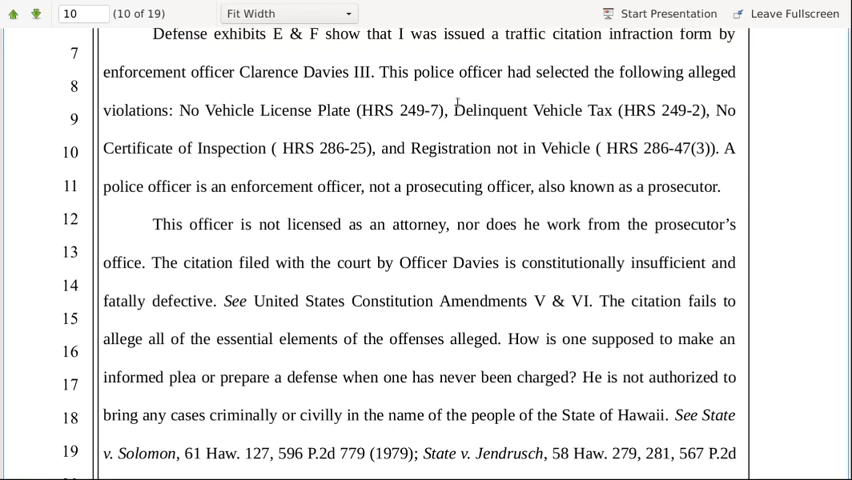 10 (10 of 19) Fit Width Start Presentation Leave Fullscreen
Defense exhibits E & F show that I was issued a traffic citation infraction form by
7
enforcement officer Clarence Davies III. This police officer had selected the following alleged
8
violations: No Vehicle License Plate (HRS 249-7), Delinquent Vehicle Tax (HRS 249-2), No
9
Certificate of Inspection ( HRS 286-25), and Registration not in Vehicle ( HRS 286-47(3)). A
10
police officer is an enforcement officer, not a prosecuting officer, also known as a prosecutor.
11
12
This officer is not licensed as an attorney, nor does he work from the prosecutor's
13
office. The citation filed with the court by Officer Davies is constitutionally insufficient and
14
fatally defective. See United States Constitution Amendments V & VI. The citation fails to
15
allege all of the essential elements of the offenses alleged. How is one supposed to make an
16
informed plea or prepare a defense when one has never been charged? He is not authorized to
17
bring any cases criminally or civilly in the name of the people of the State of Hawaii. See State
18
v. Solomon, 61 Haw. 127, 596 P.2d 779 (1979); State v. Jendrusch, 58 Haw. 279, 281, 567 P.2d
19